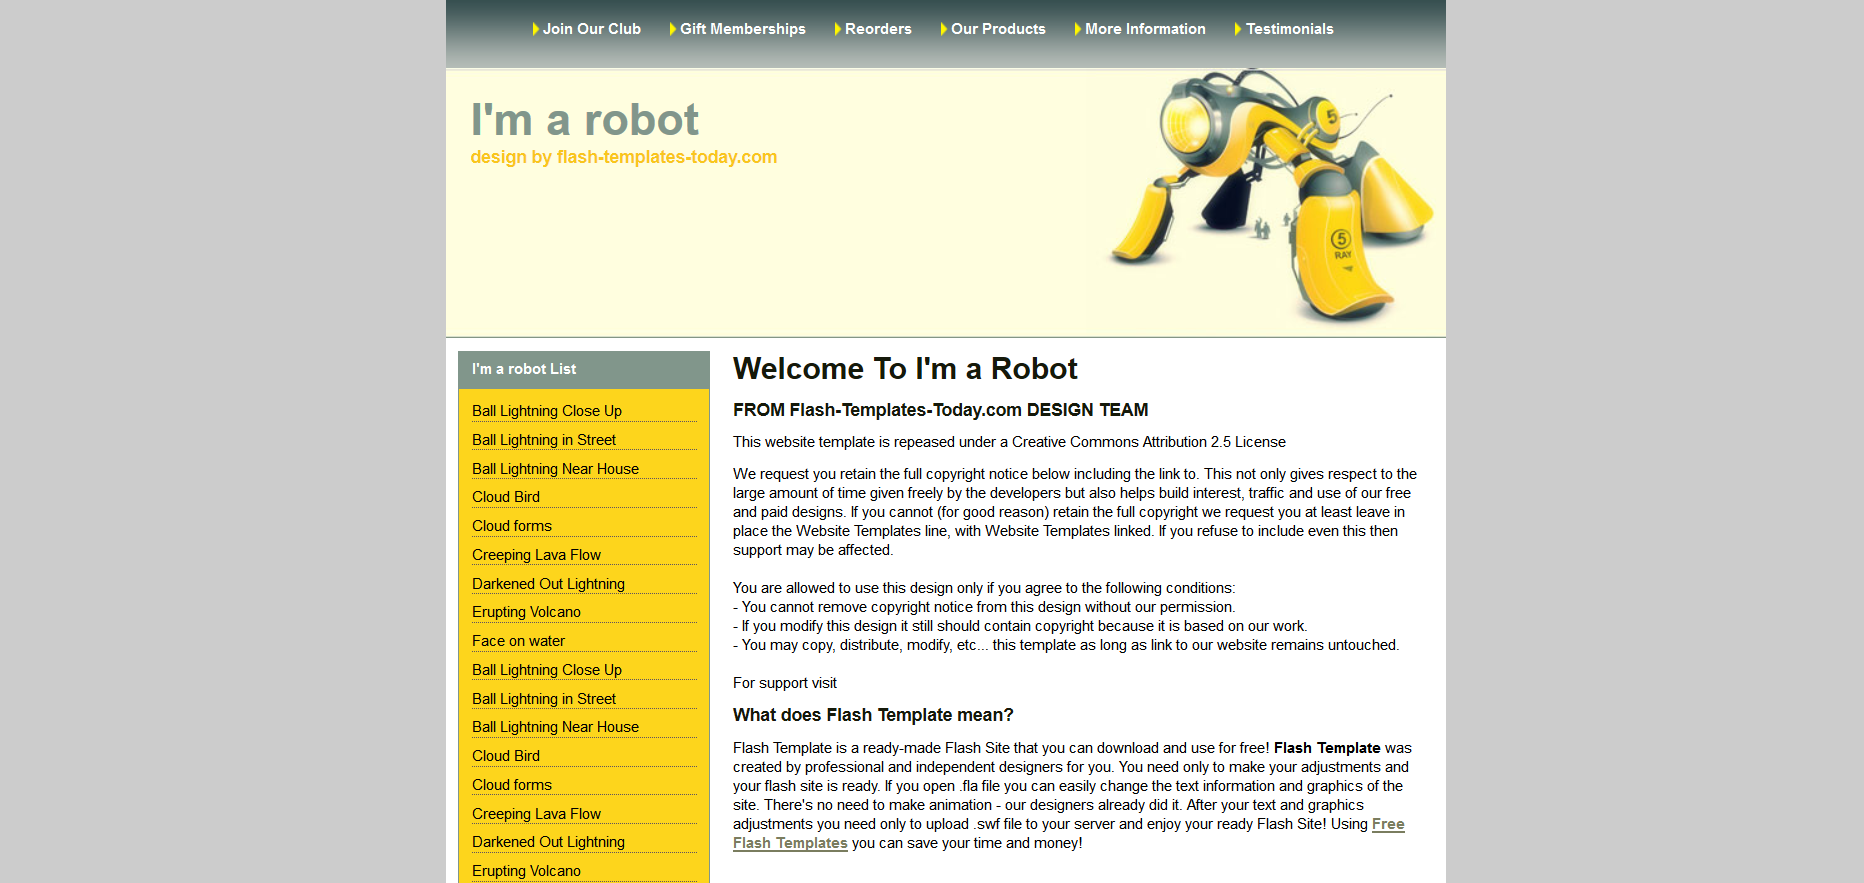 Join Our Club Gift Memberships Reorders Our Products More Information Testimonials
I'm a robot
design by flash-templates-today.com
5
5
RAY
I'm a robot List
Ball Lightning Close Up
Ball Lightning in Street
Ball Lightning Near House
Cloud Bird
Cloud forms
Creeping Lava Flow
Darkened Out Lightning
Erupting Volcano
Face on water
Ball Lightning Close Up
Ball Lightning in Street
Ball Lightning Near House
Cloud Bird
Cloud forms
Creeping Lava Flow
Darkened Out Lightning
Erupting Volcano
Welcome To I'm a Robot
FROM Flash-Templates-Today.com DESIGN TEAM
This website template is repeased under a Creative Commons Attribution 2.5 License
We request you retain the full copyright notice below including the link to. This not only gives respect to the
large amount of time given freely by the developers but also helps build interest, traffic and use of our free
and paid designs. If you cannot (for good reason) retain the full copyright we request you at least leave in
place the Website Templates line, with Website Templates linked. If you refuse to include even this then
support may be affected.
You are allowed to use this design only if you agree to the following conditions:
- You cannot remove copyright notice from this design without our permission.
- If you modify this design it still should contain copyright because it is based on our work.
- You may copy, distribute, modify, etc... this template as long as link to our website remains untouched.
For support visit
What does Flash Template mean?
Flash Template is a ready-made Flash Site that you can download and use for free! Flash Template was
created by professional and independent designers for you. You need only to make your adjustments and
your flash site is ready. If you open .fla file you can easily change the text information and graphics of the
site. There's no need to make animation - our designers already did it. After your text and graphics
adjustments you need only to upload .swf file to your server and enjoy your ready Flash Site! Using Free
Flash Templates you can save your time and money!